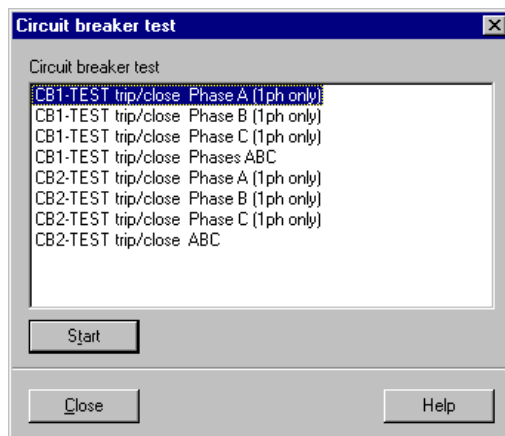 Circuit breaker test
Circuit breaker test
CB1-TEST trip/close Phase A (1ph only)
CB1-TEST trip/close Phase B (1ph only)
CB1-TEST trip/close Phase C (1ph only)
CB1-TEST trip/close Phases ABC
CB2-TEST trip/close Phase A (1ph only)
CB2-TEST trip/close Phase B (1ph only)
CB2-TEST trip/close Phase C (1ph only)
CB2-TEST trip/close ABC
Start
Close
Help